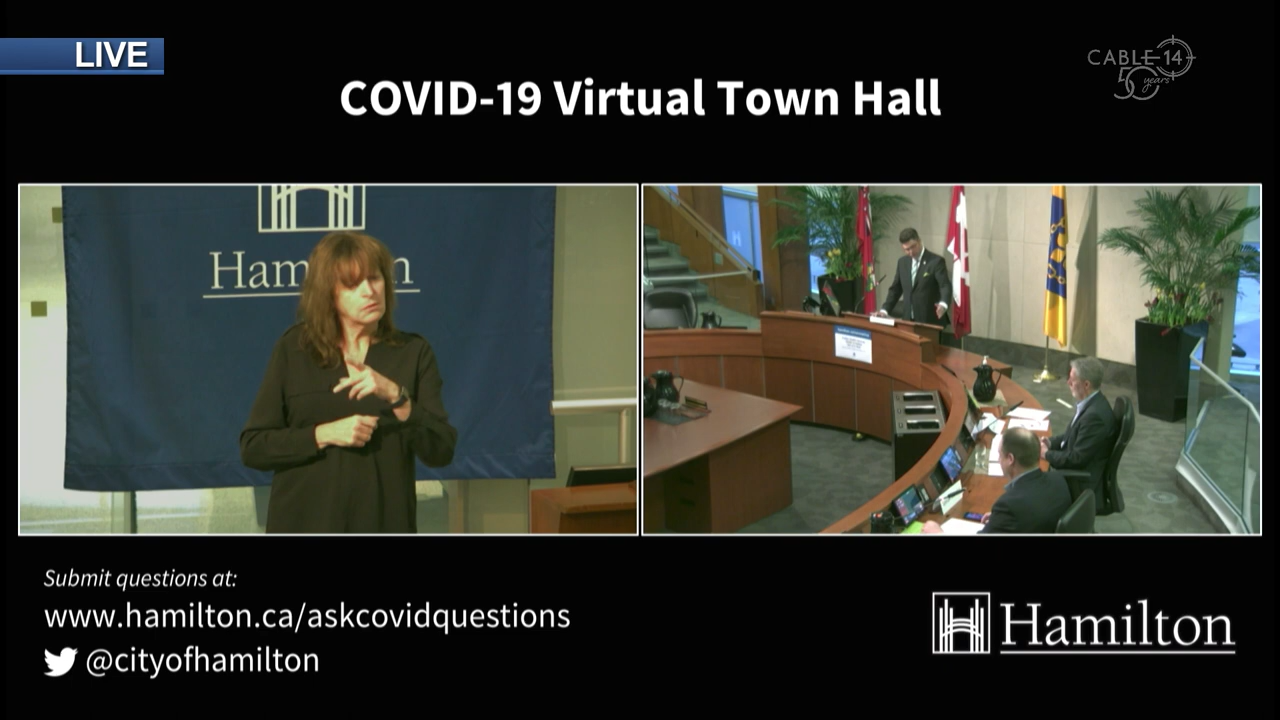 LIVE
CABLE 14
50 years
COVID-19 Virtual Town Hall
Hamilton
Submit questions at:
www.hamilton.ca/askcovidquestions
@cityofhamilton
Hamilton